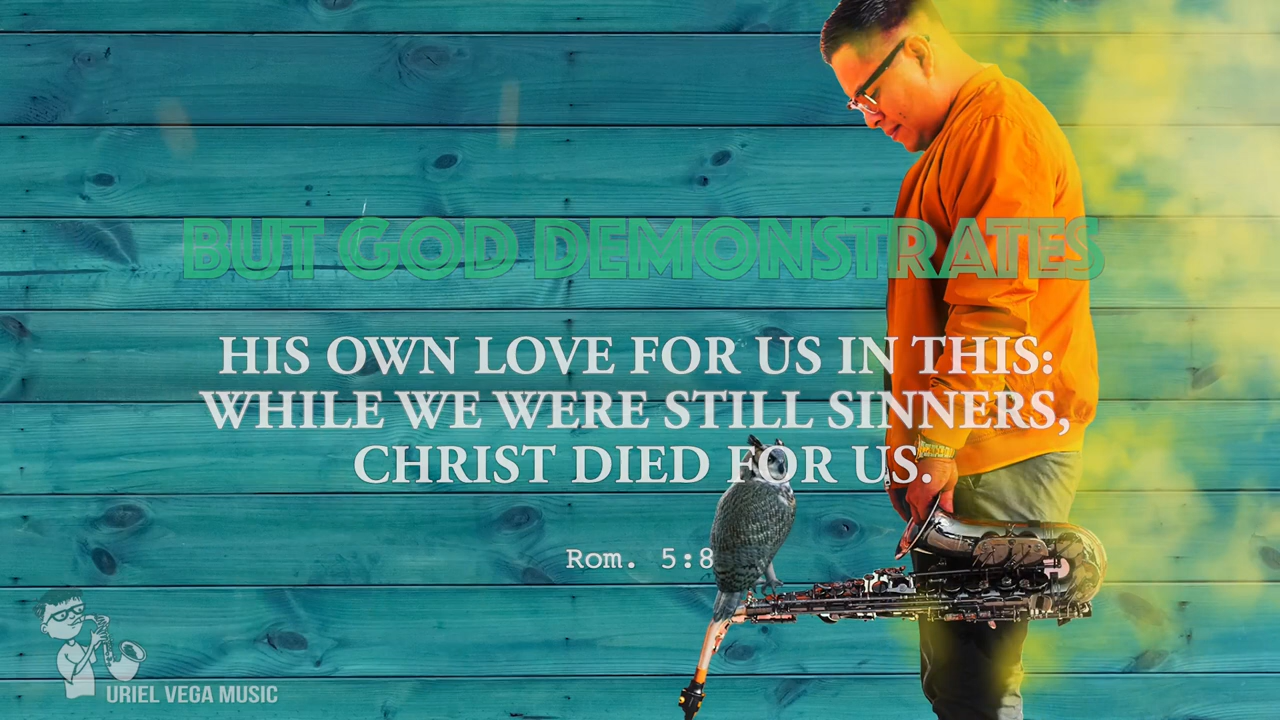 BUT GOD DEMONSTRATES
HIS OWN LOVE FOR US IN THIS:
WHILE WE WERE STILL SINNERS,
CHRIST DIED FOR US.
Rom. 5:8
URIEL VEGA MUSIC